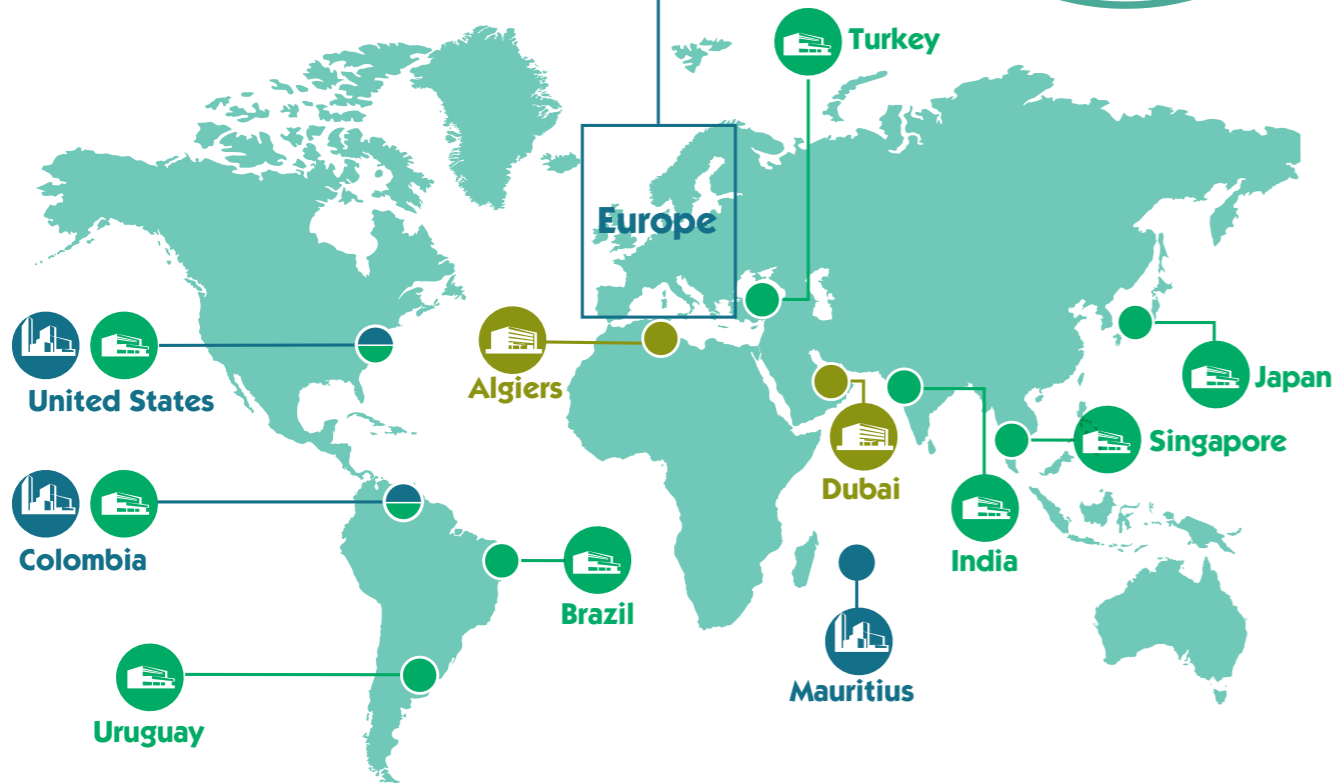 Turkey
Europe
United States
Algiers
Japan
Singapore
Dubai
Colombia
India
Brazil
Mauritius
Uruguay